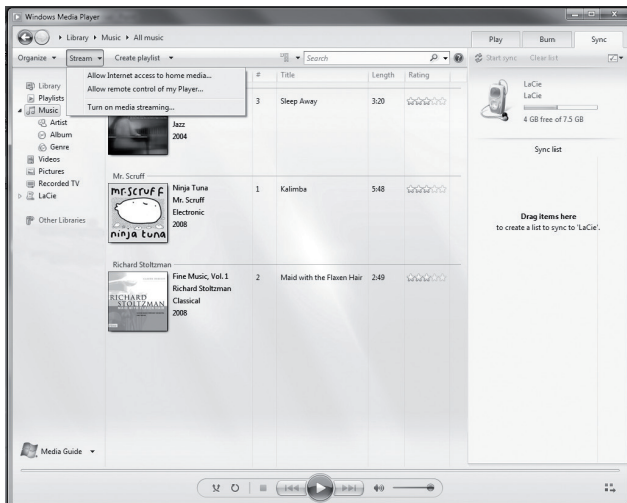 Windows Media Player
Library ▸ Music ▸ All music
Play
Burn
Sync
Organize
Stream
Create playlist
Search
Start sync
Clear list
Allow Internet access to home media...
Allow remote control of my Player...
Turn on media streaming...
#
Title
Length
Rating
Library
Playlists
Music
Artist
Album
Genre
Videos
Pictures
Recorded TV
LaCie
Other Libraries
3
Sleep Away
3:20
Jazz
2004
Mr. Scruff
mr.scruff
ninja tuna
Ninja Tuna
Mr. Scruff
Electronic
2008
1
Kalimba
5:48
Richard Stoltzman
RICHARD
STOLTZMAN
Fine Music, Vol. 1
Richard Stoltzman
Classical
2008
2
Maid with the Flaxen Hair
2:49
LaCie
LaCie
4 GB free of 7.5 GB
Sync list
Drag items here
to create a list to sync to 'LaCie'.
Media Guide